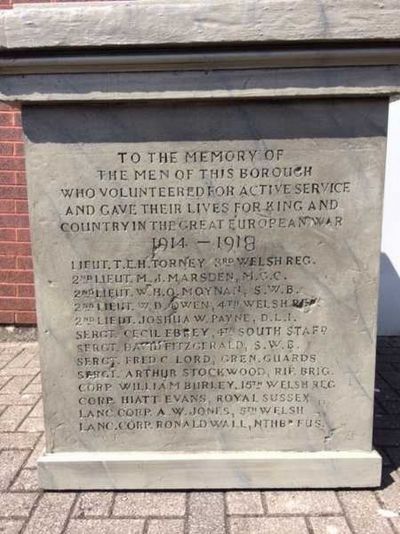 TO THE MEMORY OF
THE MEN OF THIS BOROUGH
WHO VOLUNTEERED FOR ACTIVE SERVICE
AND GAVE THEIR LIVES FOR KING AND
COUNTRY IN THE GREAT EUROPEAN WAR
1914 — 1918
LIEUT. T.E.H. TORNEY 3RD WELSH REG.
2ND LIEUT. M.J. MARSDEN, M.G.C.
2ND LIEUT. W.H.O. MOYNAN, S.W.B.
2ND LIEUT. W.D. OWEN, 4TH WELSH
2ND LIEUT. JOSHUA W. PAYNE, D.L.I.
SERGT. CECIL EBREY, 4TH SOUTH STAFF
SERGT. DAVID FITZGERALD, S.W.B.
SERGT. FRED C. LORD, GREN. GUARDS
SERGT. ARTHUR STOCKWOOD, RIF. BRIG.
CORP. WILLIAM BURLEY, 15TH WELSH REG
CORP. HIATT EVANS, ROYAL SUSSEX
LANC. CORP. A.W. JONES, 5TH WELSH
LANC. CORP. RONALD WALL, NTHBR FUS.